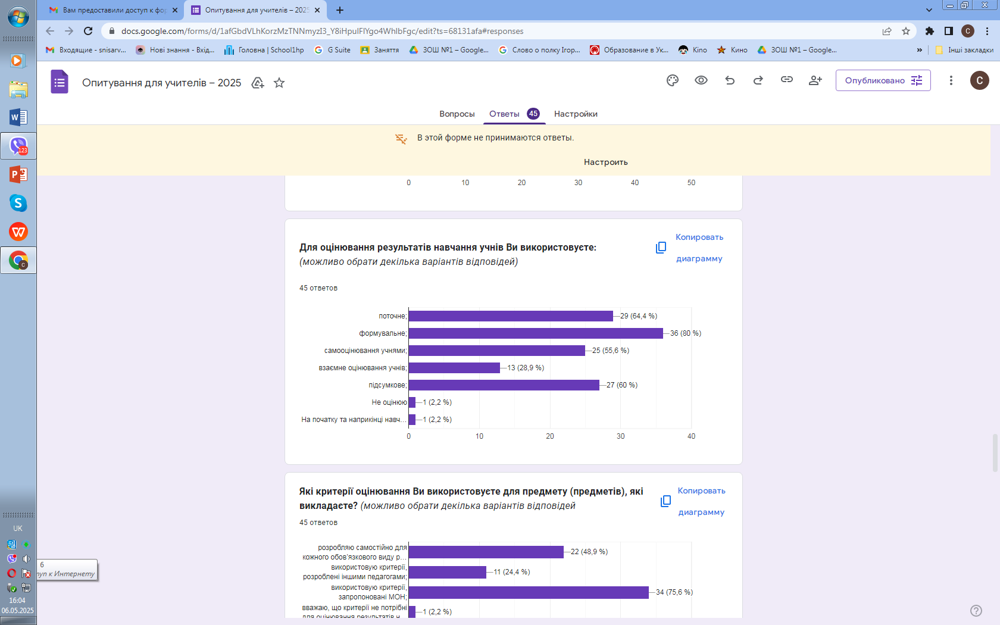 Вам предоставили доступ к фор
Опитування для учителів – 2025
docs.google.com/forms/d/1afGbdVLhKorzMzTNNmyzI3_Y8iHpuIFlYgo4WhlbFgc/edit?ts=68131afa#responses
C
Входящие - snisarv...
Нові знання - Вхід...
Головна | School1hp
G Suite
Заняття
ЗОШ №1 – Google...
Слово о полку Ігор...
Образование в Ук...
Kino
Кино
ЗОШ №1 – Google...
»
Інші закладки
Опитування для учителів – 2025
Опубликовано
C
Вопросы
Ответы 45
Настройки
В этой форме не принимаются ответы.
Настроить
0 10 20 30 40 50
Для оцінювання результатів навчання учнів Ви використовуєте:
(можливо обрати декілька варіантів відповідей)
Копировать
диаграмму
45 ответов
поточне; 29 (64,4 %)
формувальне; 36 (80 %)
самооцінювання учнями; 25 (55,6 %)
взаємне оцінювання учнів; 13 (28,9 %)
підсумкове; 27 (60 %)
Не оцінюю 1 (2,2 %)
На початку та наприкінці навч... 1 (2,2 %)
0 10 20 30 40
Які критерії оцінювання Ви використовуєте для предмету (предметів), які
викладаєте? (можливо обрати декілька варіантів відповідей
Копировать
диаграмму
45 ответов
розробляю самостійно для
кожного обов'язкового виду р... 22 (48,9 %)
використовую критерії,
розроблені іншими педагогами; 11 (24,4 %)
використовую критерії,
запропоновані МОН; 34 (75,6 %)
вважаю, що критерії не потрібні 1 (2,2 %)
для оцінювання результатів н...
W
123
P
S
W
C
UK
6
туп к Интернету
16:04
06.05.2025